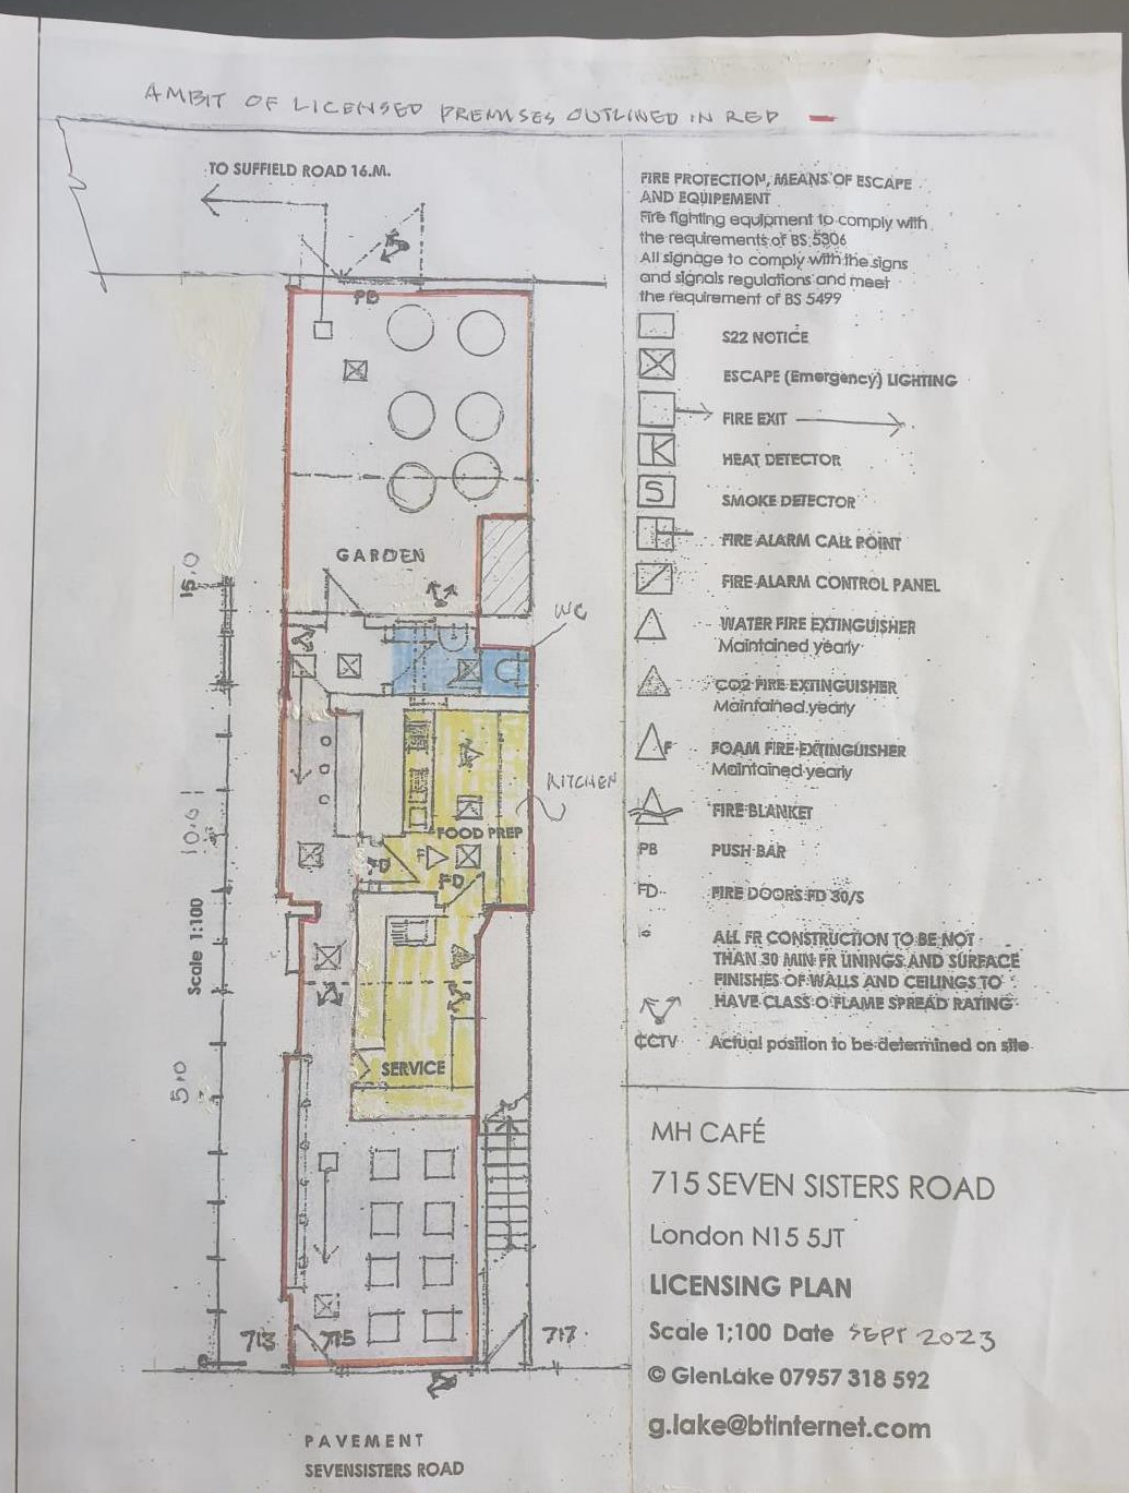 AMBIT OF LICENSED PREMISES OUTLINED IN RED
TO SUFFIELD ROAD 16.M.
PB
GARDEN
WC
KITCHEN
FOOD PREP
FD
F
FD
SERVICE
713
715
717
15.0
10.0
Scale 1:100
5.0
PAVEMENT
SEVENSISTERS ROAD
FIRE PROTECTION, MEANS OF ESCAPE
AND EQUIPEMENT
Fire fighting equipment to comply with
the requirements of BS 5306
All signage to comply with the signs
and signals regulations and meet
the requirement of BS 5499
S22 NOTICE
ESCAPE (Emergency) LIGHTING
FIRE EXIT
K HEAT DETECTOR
S SMOKE DETECTOR
FIRE ALARM CALL POINT
FIRE ALARM CONTROL PANEL
WATER FIRE EXTINGUISHER
Maintained yearly
CO2 FIRE EXTINGUISHER
Maintained yearly
F FOAM FIRE EXTINGUISHER
Maintained yearly
FIRE BLANKET
PB PUSH BAR
FD FIRE DOORS FD 30/S
ALL FR CONSTRUCTION TO BE NOT
THAN 30 MIN FR LININGS AND SURFACE
FINISHES OF WALLS AND CEILINGS TO
HAVE CLASS O FLAME SPREAD RATING
CCTV Actual position to be determined on site
MH CAFÉ
715 SEVEN SISTERS ROAD
London N15 5JT
LICENSING PLAN
Scale 1;100 Date SEPT 2023
© GlenLake 07957 318 592
g.lake@btinternet.com